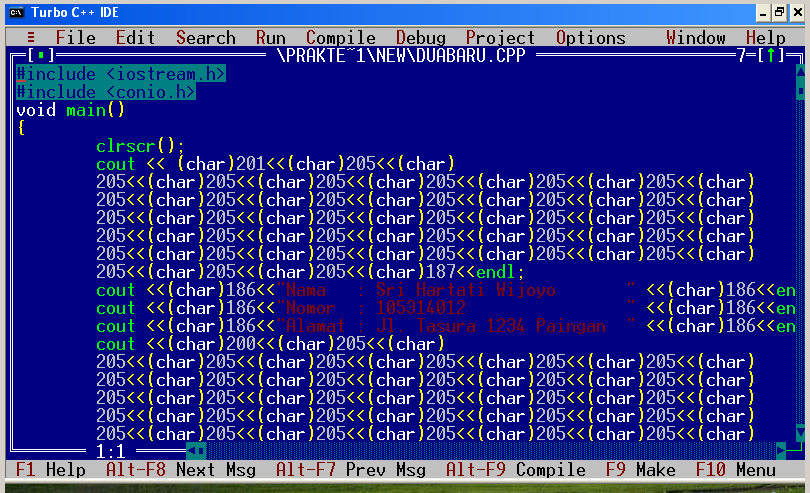 Turbo C++ IDE
≡ File Edit Search Run Compile Debug Project Options Window Help
[■] \PRAKTE~1\NEW\DUABARU.CPP 7=[↑]
#include <iostream.h>
#include <conio.h>
void main()
{
clrscr();
cout << (char)201<<(char)205<<(char)
205<<(char)205<<(char)205<<(char)205<<(char)205<<(char)205<<(char)
205<<(char)205<<(char)205<<(char)205<<(char)205<<(char)205<<(char)
205<<(char)205<<(char)205<<(char)205<<(char)205<<(char)205<<(char)
205<<(char)205<<(char)205<<(char)205<<(char)205<<(char)205<<(char)
205<<(char)205<<(char)205<<(char)205<<(char)205<<(char)205<<(char)
205<<(char)205<<(char)205<<(char)187<<endl;
cout <<(char)186<<"Nama   : Sri Hartati Wijoyo       " <<(char)186<<en
cout <<(char)186<<"Nomor  : 105314012                " <<(char)186<<en
cout <<(char)186<<"Alamat : Jl. Tasura 1234 Paingan  " <<(char)186<<en
cout <<(char)200<<(char)205<<(char)
205<<(char)205<<(char)205<<(char)205<<(char)205<<(char)205<<(char)
205<<(char)205<<(char)205<<(char)205<<(char)205<<(char)205<<(char)
205<<(char)205<<(char)205<<(char)205<<(char)205<<(char)205<<(char)
205<<(char)205<<(char)205<<(char)205<<(char)205<<(char)205<<(char)
205<<(char)205<<(char)205<<(char)205<<(char)205<<(char)205<<(char)
1:1
F1 Help Alt-F8 Next Msg Alt-F7 Prev Msg Alt-F9 Compile F9 Make F10 Menu